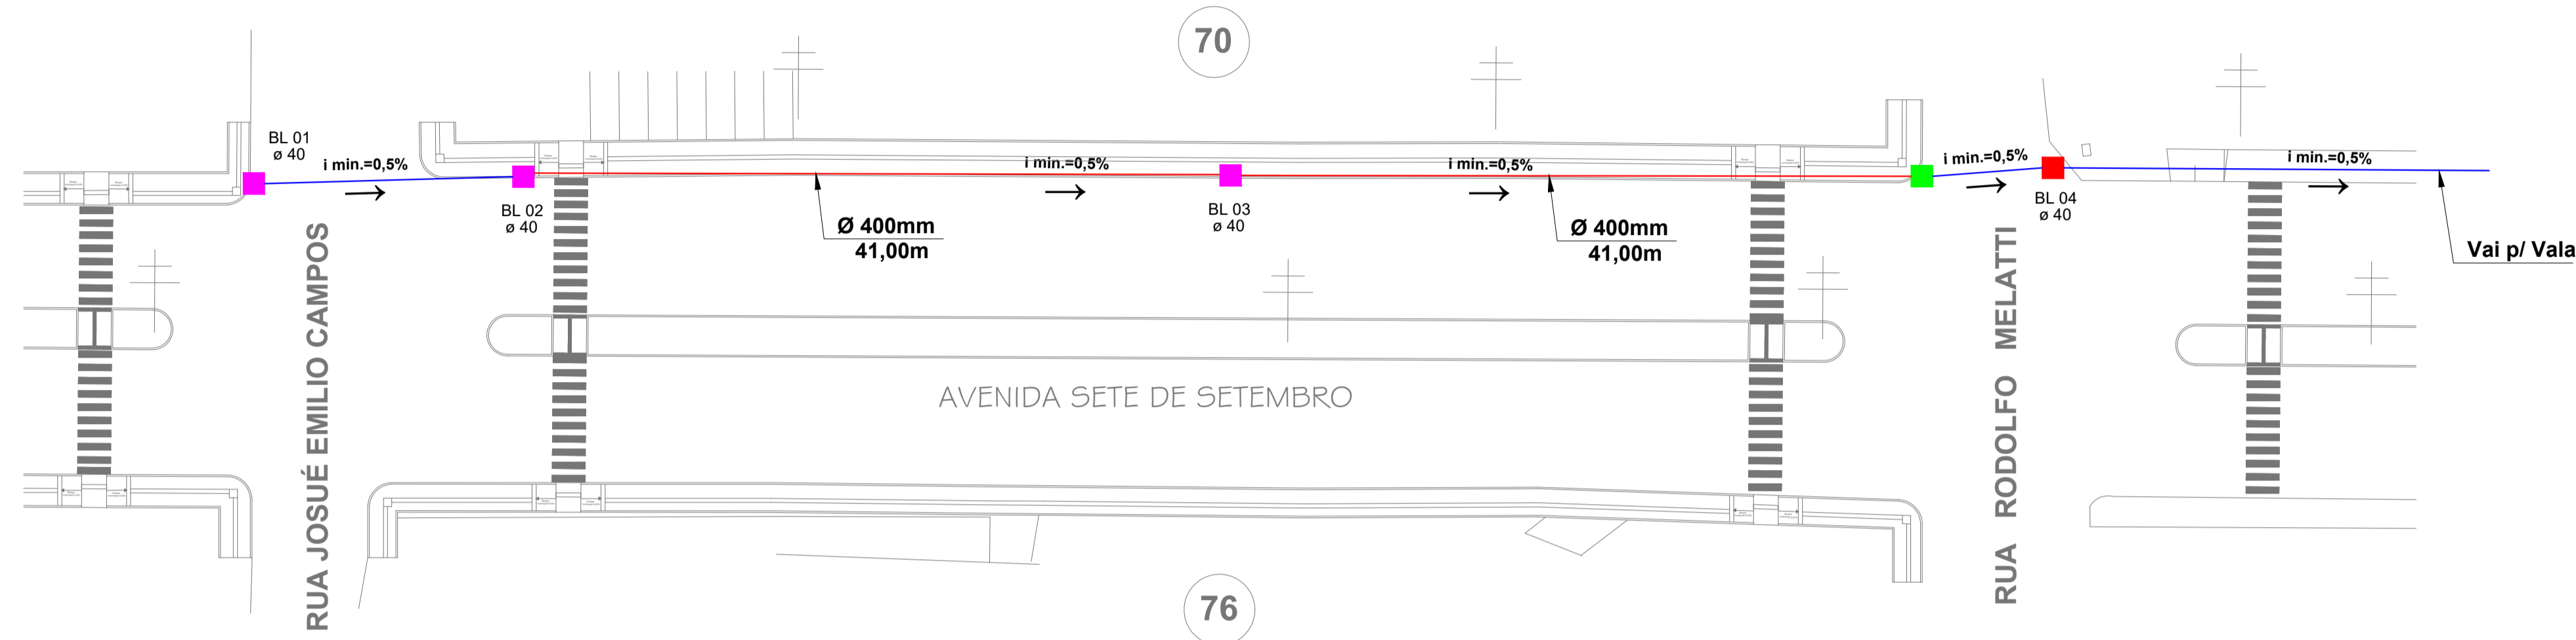 70
BL 01
ø 40
i min.=0,5%
i min.=0,5%
i min.=0,5%
i min.=0,5%
i min.=0,5%
BL 02
ø 40
BL 03
ø 40
BL 04
ø 40
Ø 400mm
41,00m
Ø 400mm
41,00m
Vai p/ Vala
RUA JOSUÉ EMILIO CAMPOS
AVENIDA SETE DE SETEMBRO
RUA RODOLFO MELATTI
76